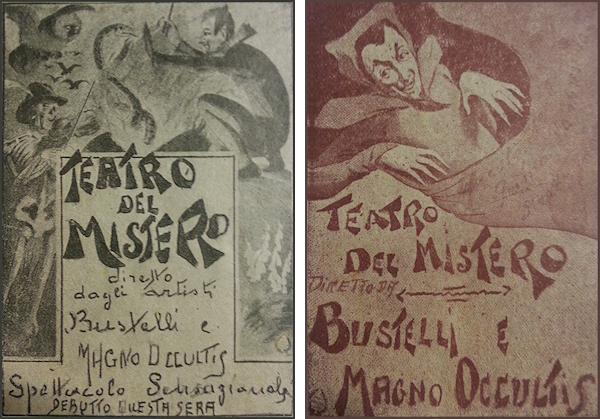 TEATRO
DEL
MISTERO
diretto
dagli artisti
Bustelli e
MAGNO OCCULTIS
Spettacolo Sensazionale
DEBUTTO QUESTA SERA
TEATRO
DEL MISTERO
DIRETTO DA
BUSTELLI E
MAGNO OCCULTIS